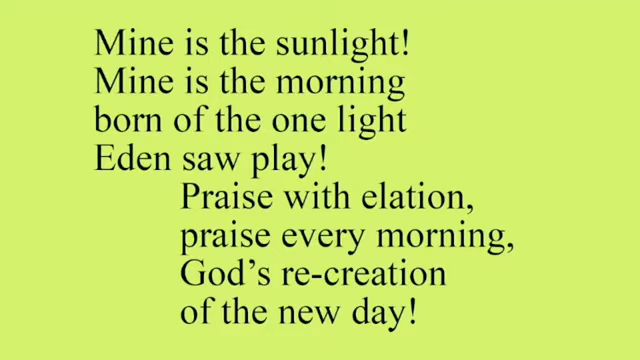 Mine is the sunlight!
Mine is the morning
born of the one light
Eden saw play!
Praise with elation,
praise every morning,
God’s re-creation
of the new day!